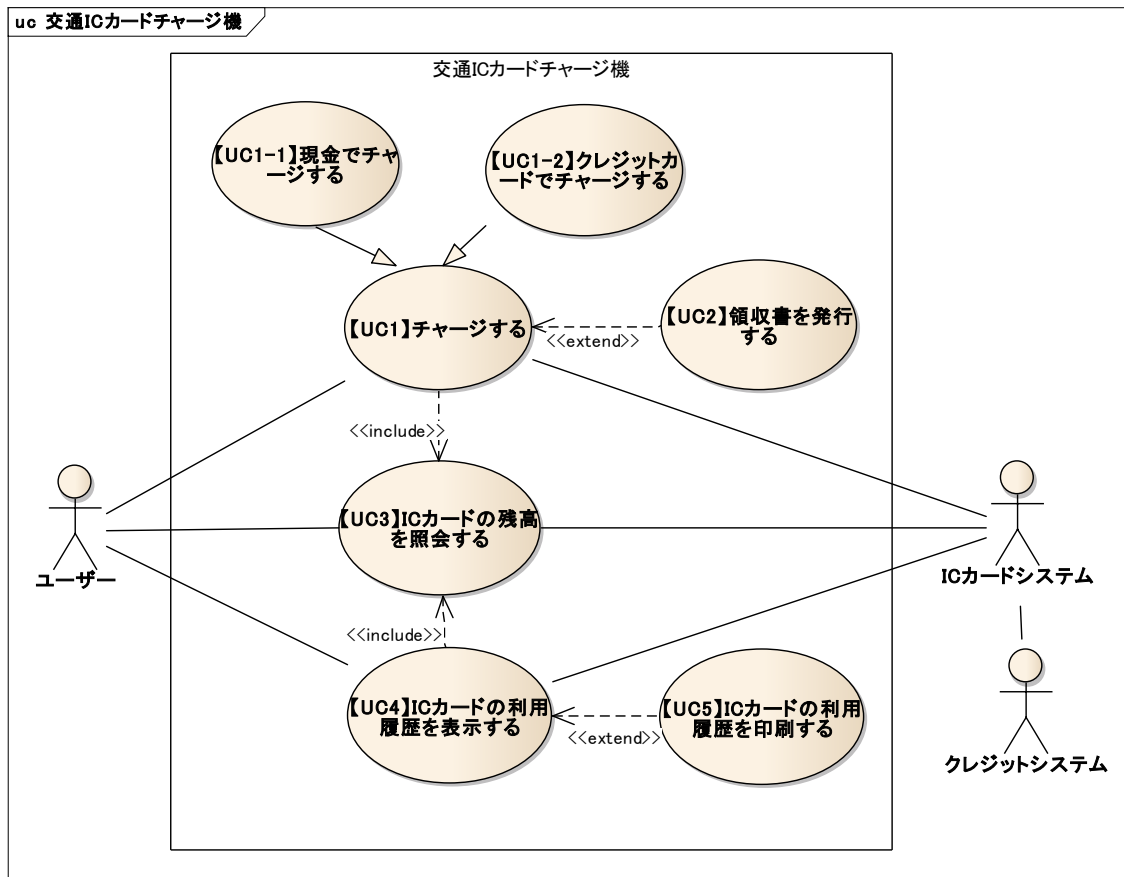 uc 交通ICカードチャージ機
交通ICカードチャージ機
【UC1-1】現金でチャ
ージする
【UC1-2】クレジットカ
ードでチャージする
【UC1】チャージする
【UC2】領収書を発行
する
<<extend>>
<<include>>
【UC3】ICカードの残高
を照会する
ユーザー
ICカードシステム
<<include>>
【UC4】ICカードの利用
履歴を表示する
【UC5】ICカードの利用
履歴を印刷する
<<extend>>
クレジットシステム